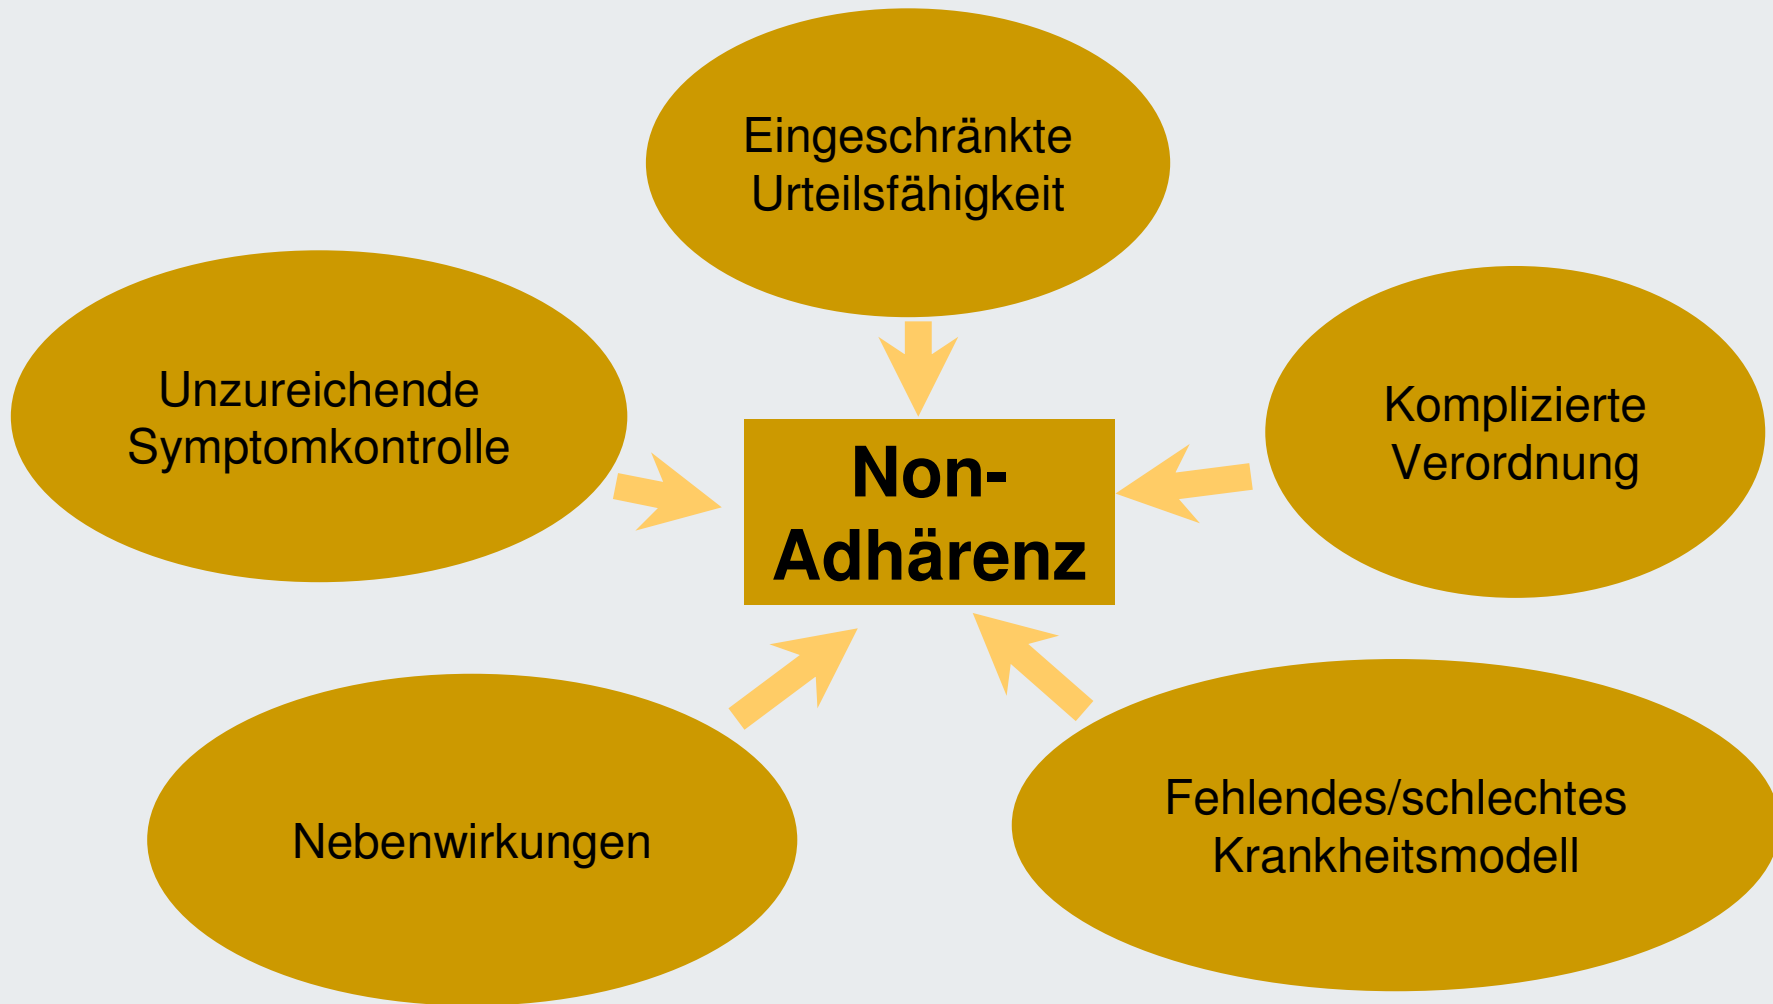 Eingeschränkte
Urteilsfähigkeit
Unzureichende
Symptomkontrolle
Komplizierte
Verordnung
Non-
Adhärenz
Nebenwirkungen
Fehlendes/schlechtes
Krankheitsmodell